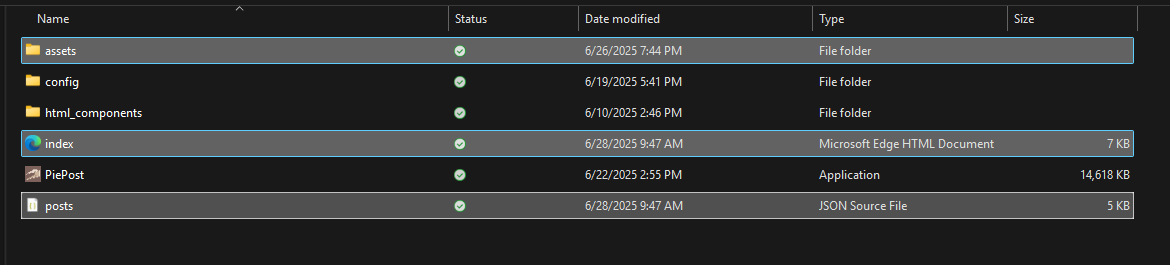 Name Status Date modified Type Size
assets 6/26/2025 7:44 PM File folder
config 6/19/2025 5:41 PM File folder
html_components 6/10/2025 2:46 PM File folder
index 6/28/2025 9:47 AM Microsoft Edge HTML Document 7 KB
PiePost 6/22/2025 2:55 PM Application 14,618 KB
posts 6/28/2025 9:47 AM JSON Source File 5 KB